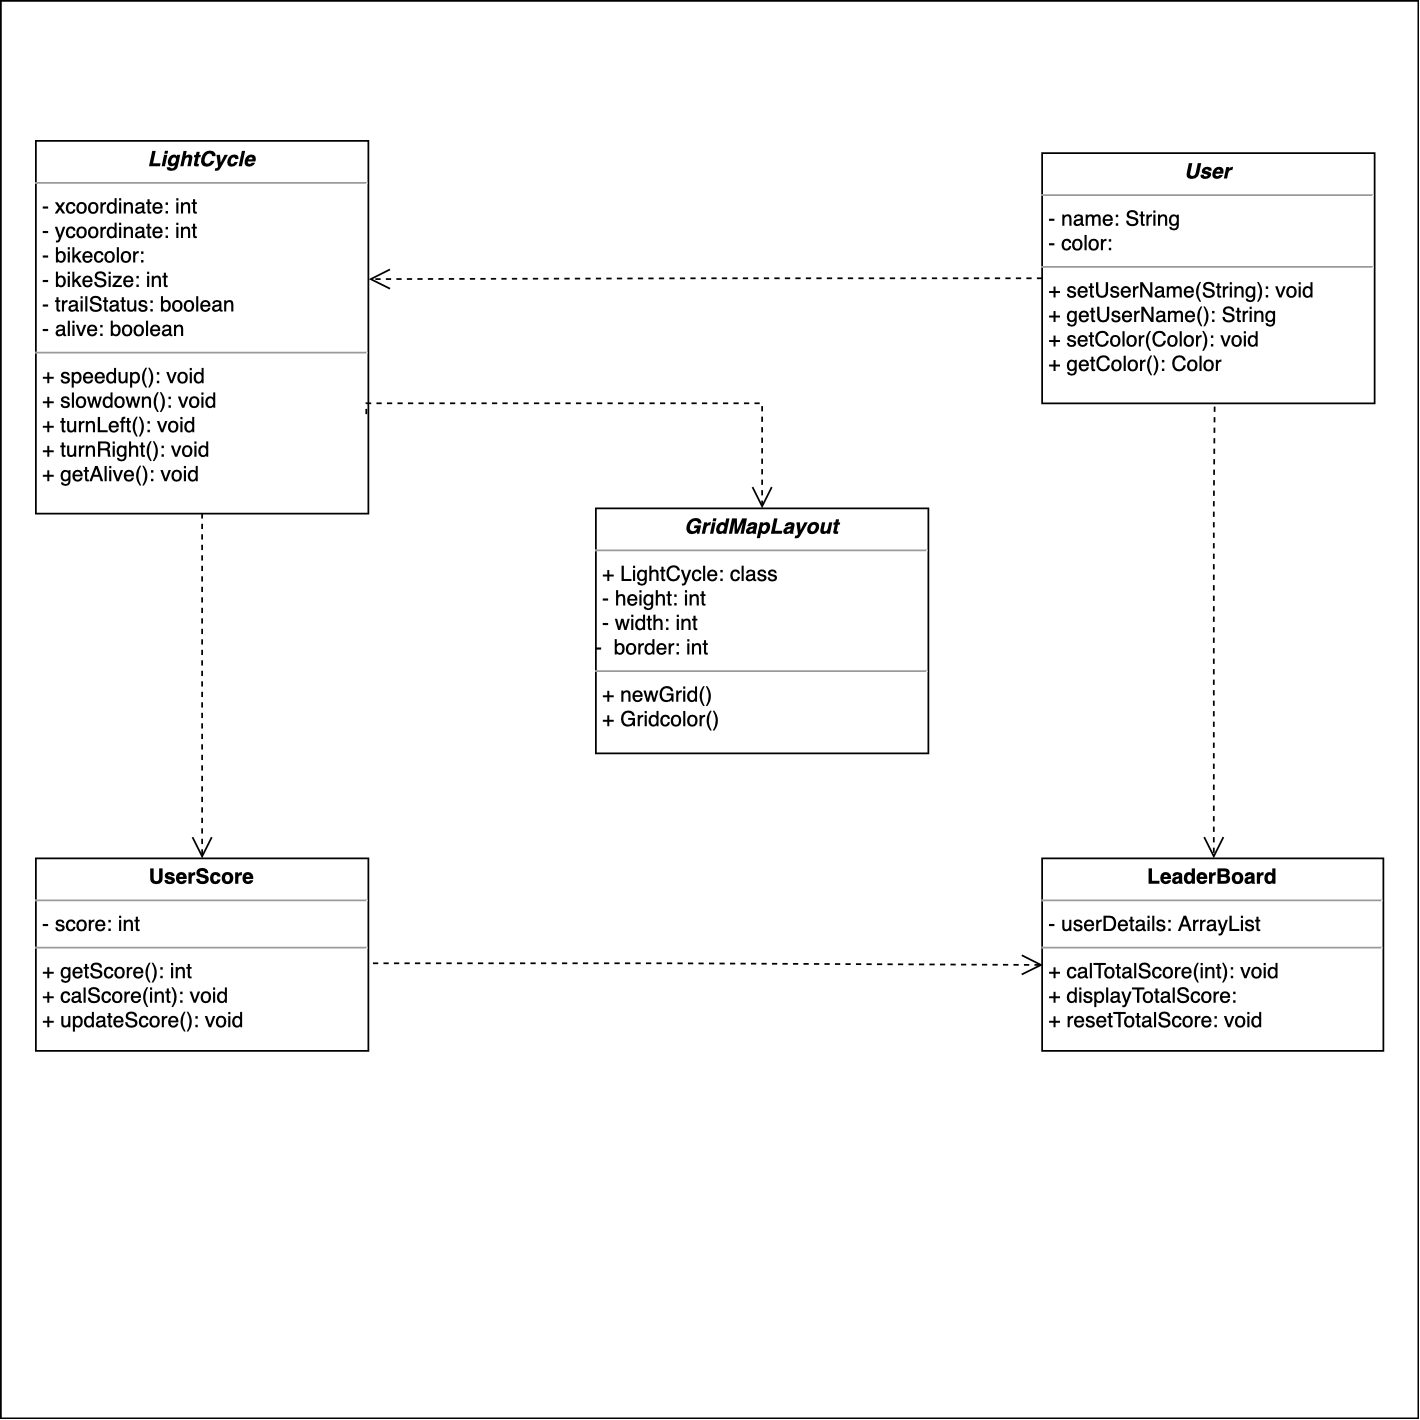 LightCycle
- xcoordinate: int
- ycoordinate: int
- bikecolor:
- bikeSize: int
- trailStatus: boolean
- alive: boolean
+ speedup(): void
+ slowdown(): void
+ turnLeft(): void
+ turnRight(): void
+ getAlive(): void
User
- name: String
- color:
+ setUserName(String): void
+ getUserName(): String
+ setColor(Color): void
+ getColor(): Color
GridMapLayout
+ LightCycle: class
- height: int
- width: int
- border: int
+ newGrid()
+ Gridcolor()
UserScore
- score: int
+ getScore(): int
+ calScore(int): void
+ updateScore(): void
LeaderBoard
- userDetails: ArrayList
+ calTotalScore(int): void
+ displayTotalScore:
+ resetTotalScore: void